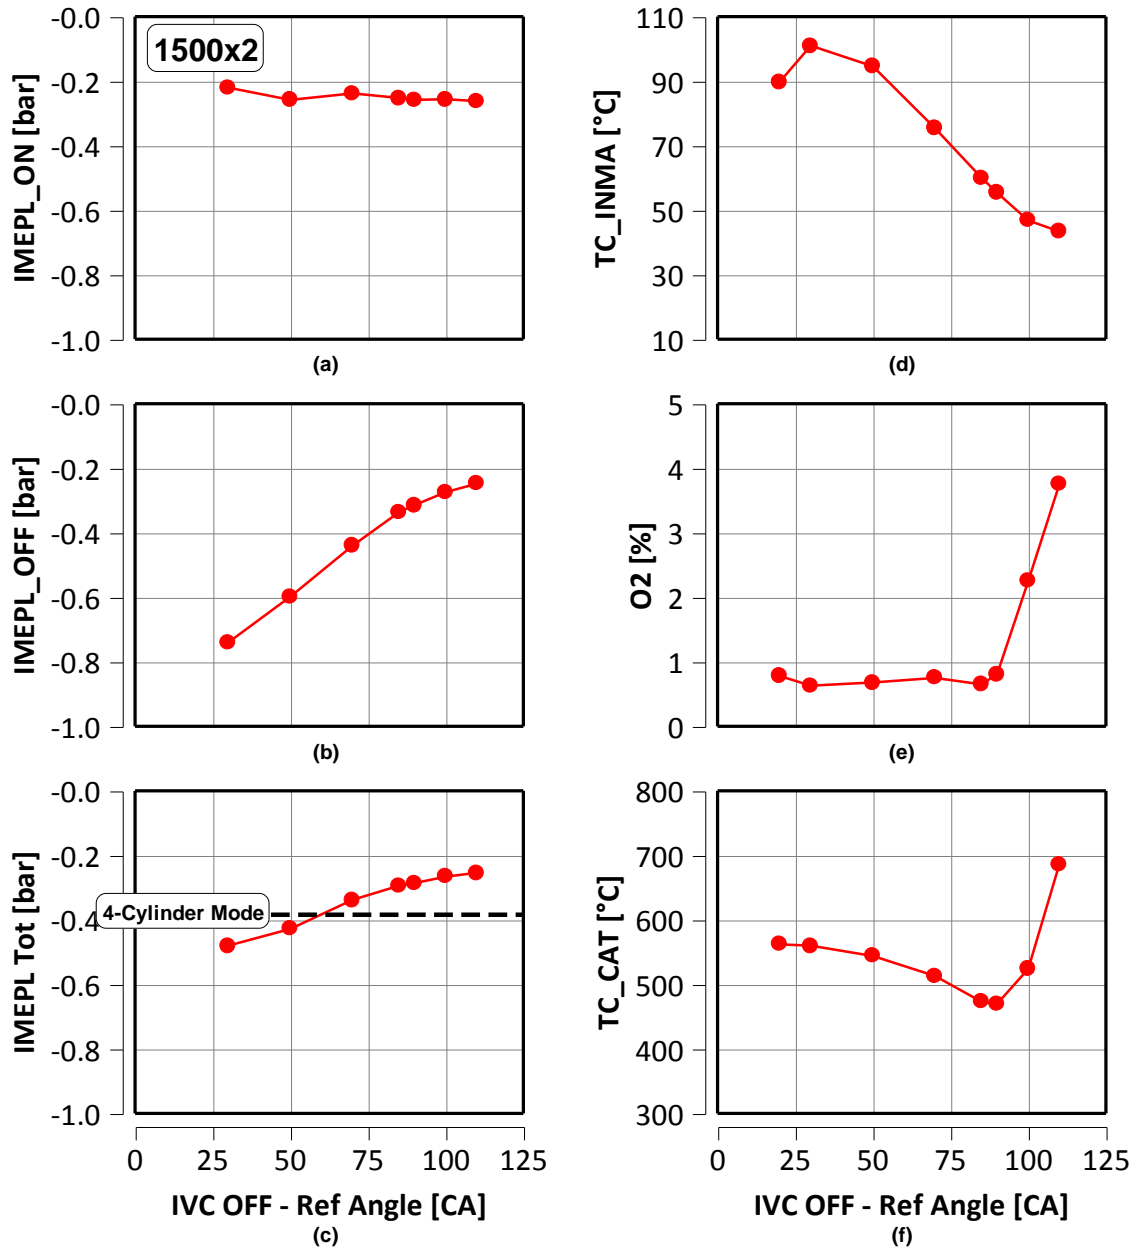 1500x2
IMEPL_ON [bar]
-0.0
-0.2
-0.4
-0.6
-0.8
-1.0
(a)
TC_INMA [°C]
110
90
70
50
30
10
(d)
IMEPL_OFF [bar]
-0.0
-0.2
-0.4
-0.6
-0.8
-1.0
(b)
O2 [%]
5
4
3
2
1
0
(e)
IMEPL Tot [bar]
-0.0
-0.2
-0.4
-0.6
-0.8
-1.0
4-Cylinder Mode
0 25 50 75 100 125
IVC OFF - Ref Angle [CA]
(c)
TC_CAT [°C]
800
700
600
500
400
300
0 25 50 75 100 125
IVC OFF - Ref Angle [CA]
(f)